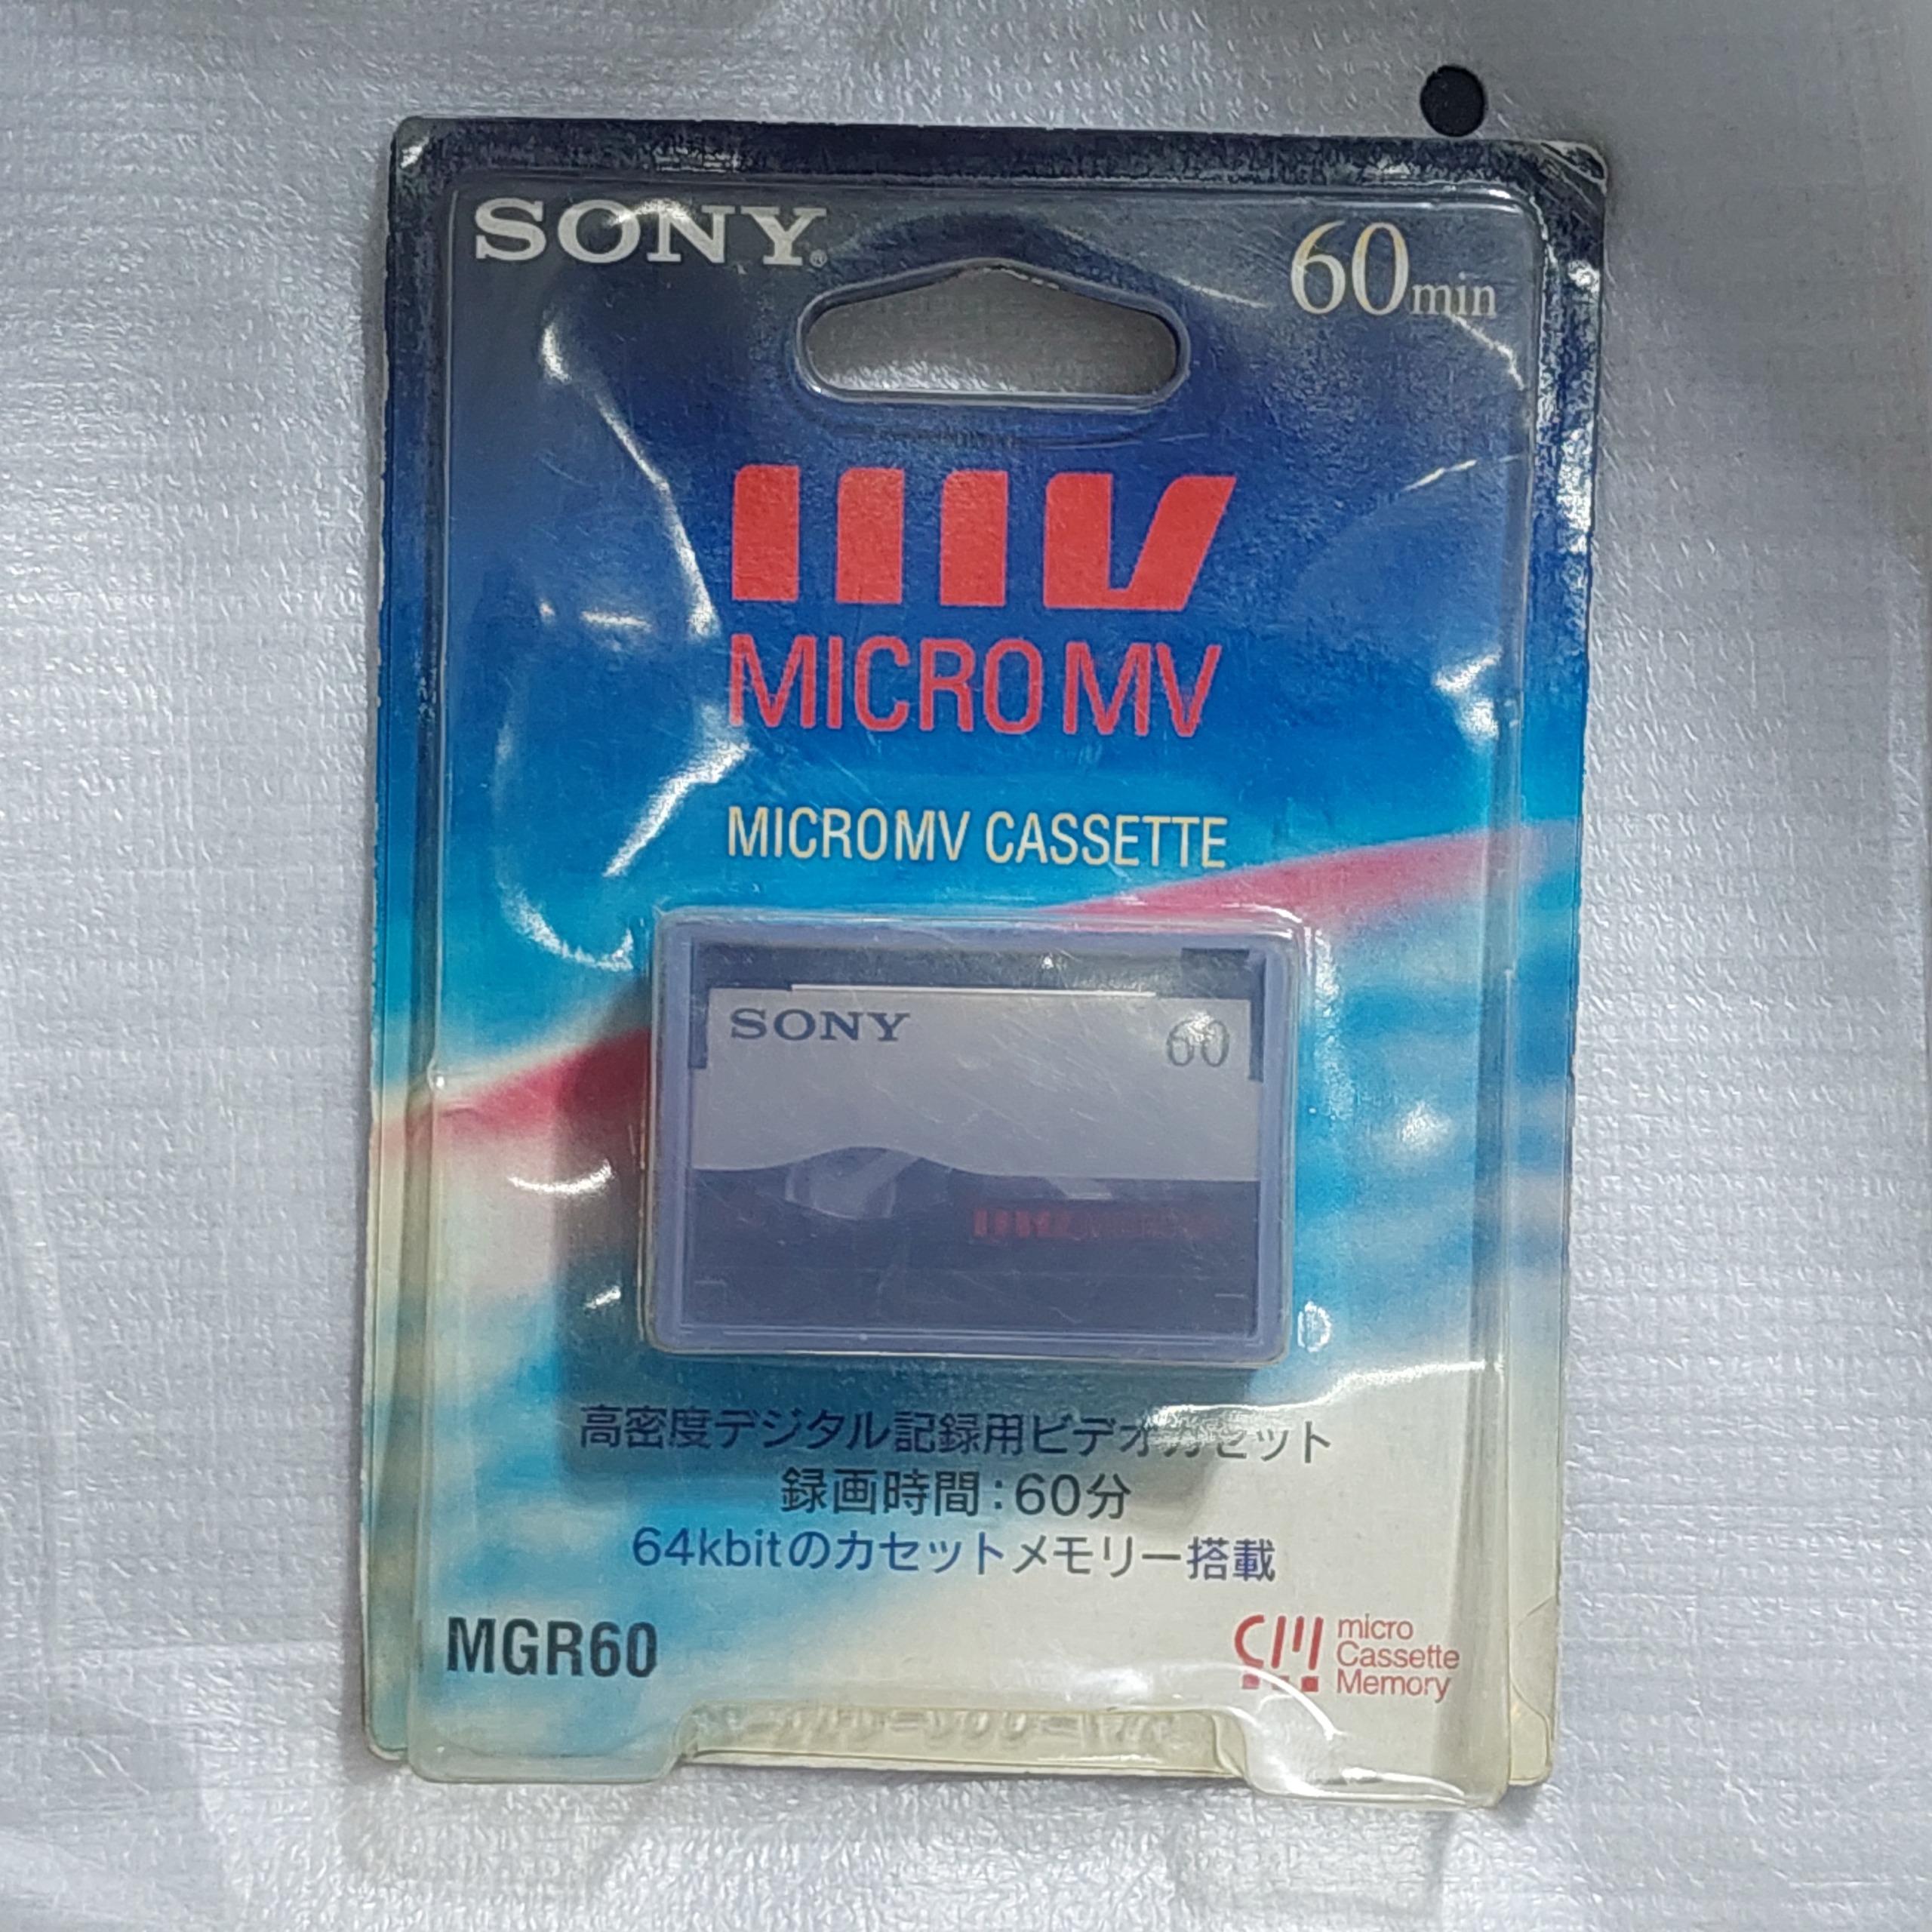 SONY®
60min
MICROMV
MICROMV CASSETTE
SONY
60
高密度デジタル記録用ビデオカセット
録画時間:60分
64kbitのカセットメモリー搭載
MGR60
micro
Cassette
Memory